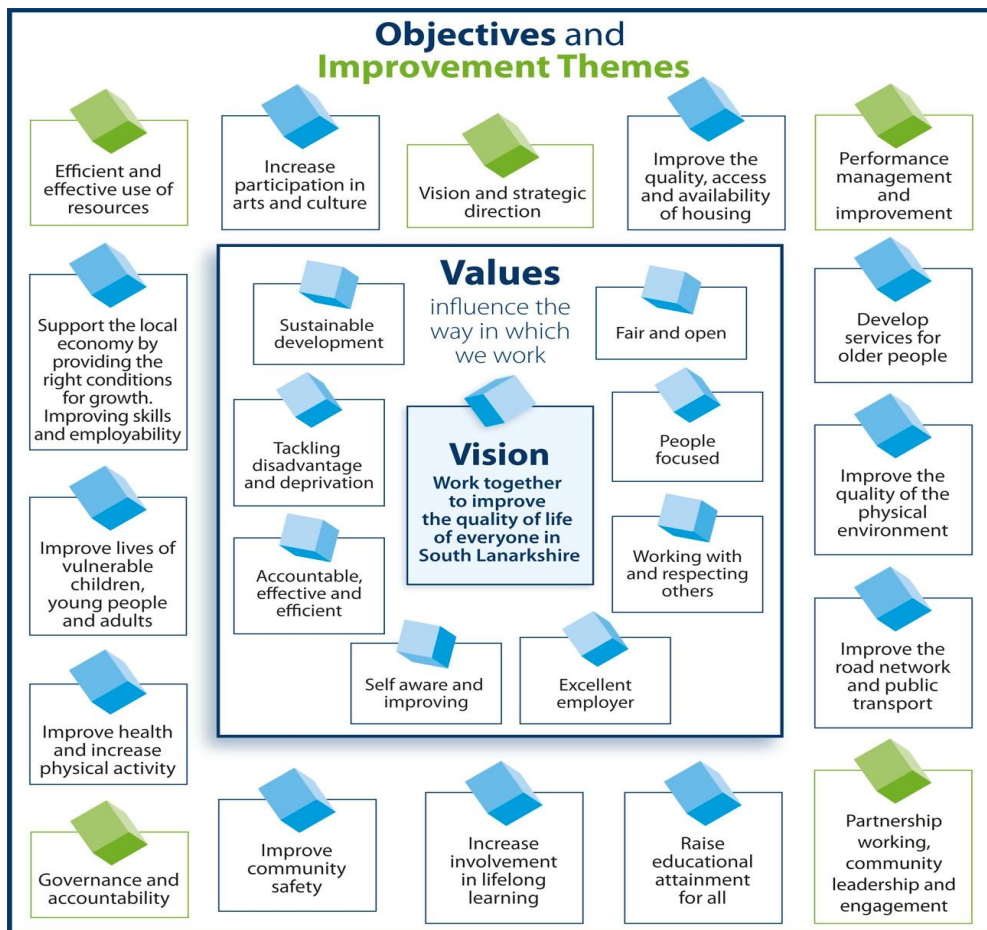 Objectives and
Improvement Themes
Efficient and
effective use of
resources
Increase
participation in
arts and culture
Vision and strategic
direction
Improve the
quality, access
and availability
of housing
Performance
management
and
improvement
Support the local
economy by
providing the
right conditions
for growth.
Improving skills
and employability
Values
influence the
way in which
we work
Sustainable
development
Fair and open
Develop
services for
older people
Tackling
disadvantage
and deprivation
Vision
Work together
to improve
the quality of life
of everyone in
South Lanarkshire
People
focused
Improve the
quality of the
physical
environment
Improve lives of
vulnerable
children,
young people
and adults
Accountable,
effective and
efficient
Working with
and respecting
others
Self aware and
improving
Excellent
employer
Improve the
road network
and public
transport
Improve health
and increase
physical activity
Governance and
accountability
Improve
community
safety
Increase
involvement
in lifelong
learning
Raise
educational
attainment
for all
Partnership
working,
community
leadership and
engagement